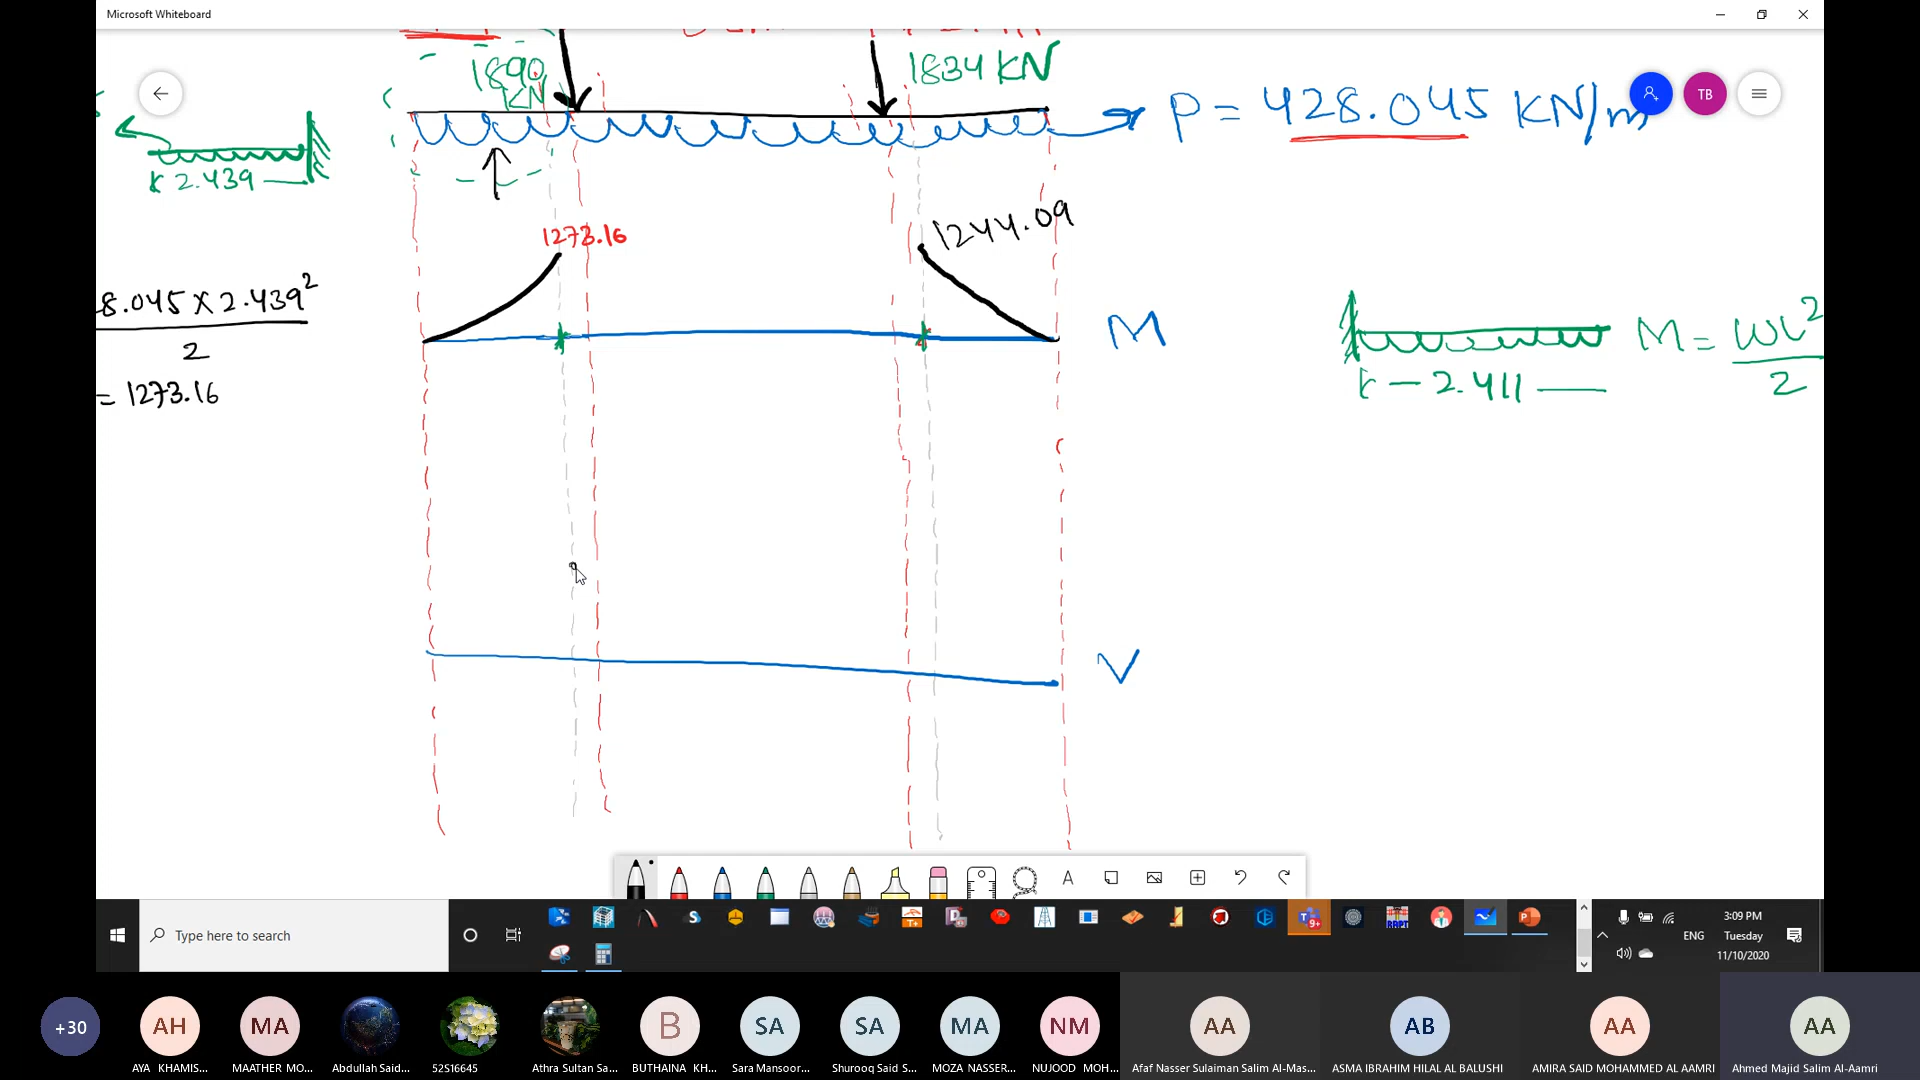 Microsoft Whiteboard
1890
KN
1834 KN
P = 428.045 KN/m
TB
2.439
1273.16
1244.09
8.045 X 2.439²
2
= 1273.16
M
M = WL²
2
2.411
V
A
Type here to search
ENG
3:09 PM
Tuesday
11/10/2020
+30
AH
MA
B
SA
SA
MA
NM
AA
AB
AA
AA
AYA KHAMIS...
MAATHER MO...
Abdullah Said...
52S16645
Athra Sultan Sa...
BUTHAINA KH...
Sara Mansoor...
Shurooq Said S...
MOZA NASSER...
NUJOOD MOH...
Afaf Nasser Sulaiman Salim Al-Mas...
ASMA IBRAHIM HILAL AL BALUSHI
AMIRA SAID MOHAMMED AL AAMRI
Ahmed Majid Salim Al-Aamri